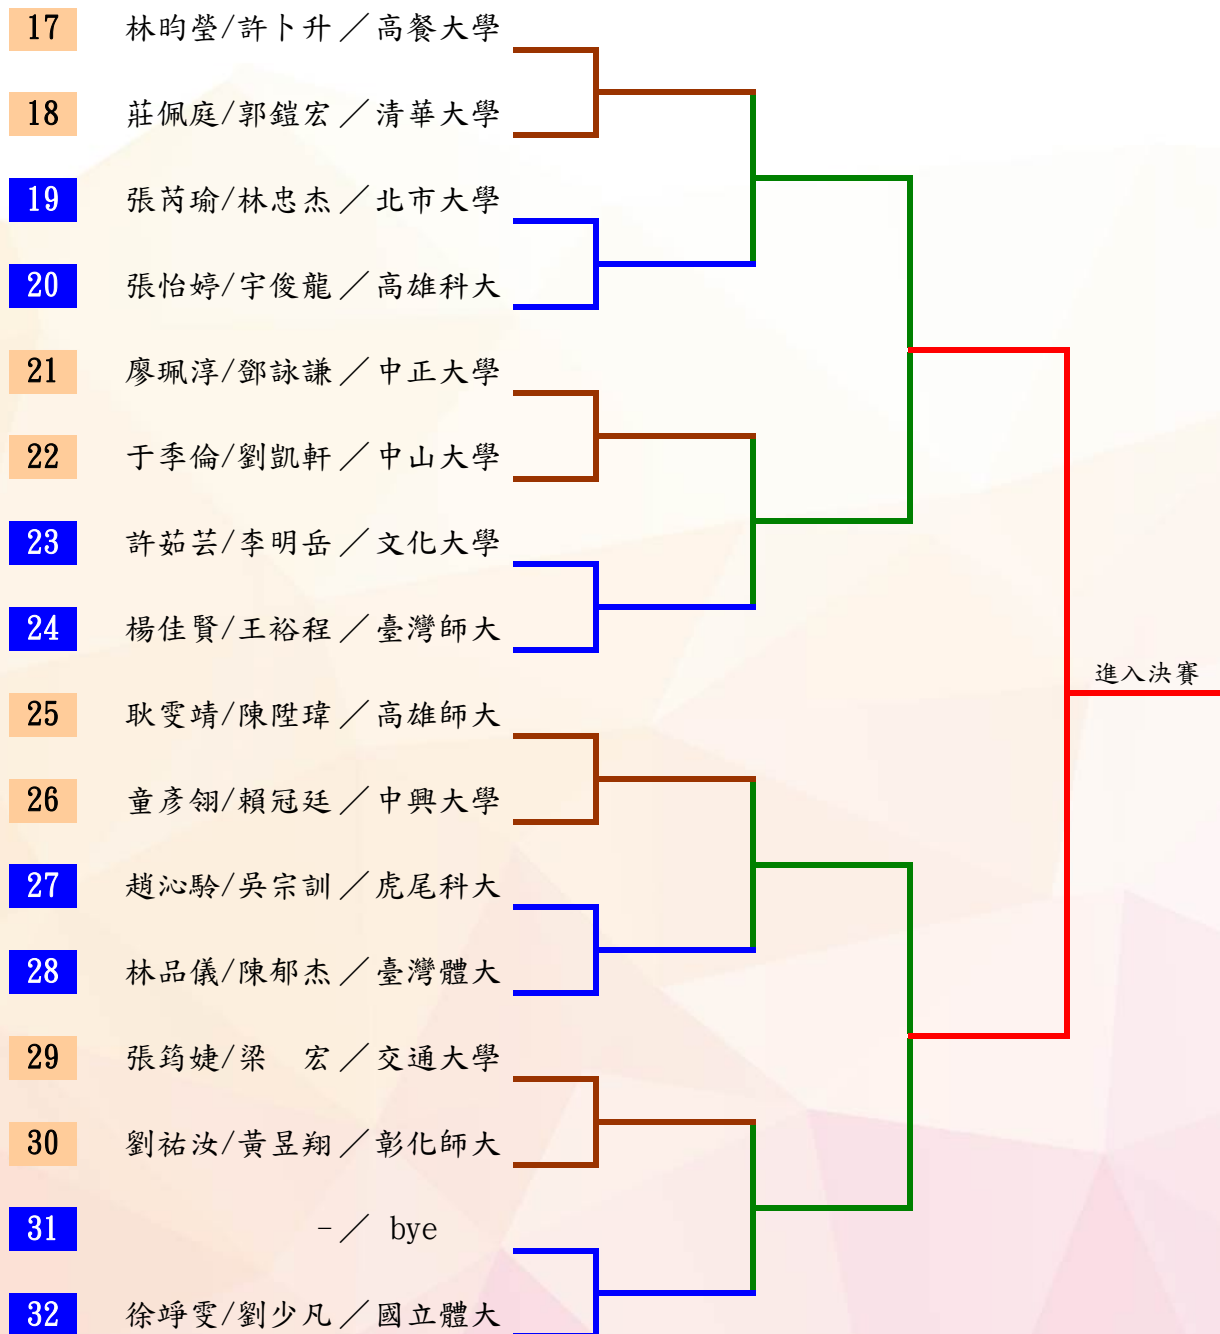 17 林昀瑩/許卜升／高餐大學
18 莊佩庭/郭鎧宏／清華大學
19 張芮瑜/林忠杰／北市大學
20 張怡婷/宇俊龍／高雄科大
21 廖珮淳/鄧詠謙／中正大學
22 于季倫/劉凱軒／中山大學
23 許茹芸/李明岳／文化大學
24 楊佳賢/王裕程／臺灣師大
進入決賽
25 耿雯靖/陳陞瑋／高雄師大
26 童彥翎/賴冠廷／中興大學
27 趙沁駖/吳宗訓／虎尾科大
28 林品儀/陳郁杰／臺灣體大
29 張筠婕/梁　宏／交通大學
30 劉祐汝/黃昱翔／彰化師大
31 -／ bye
32 徐竫雯/劉少凡／國立體大